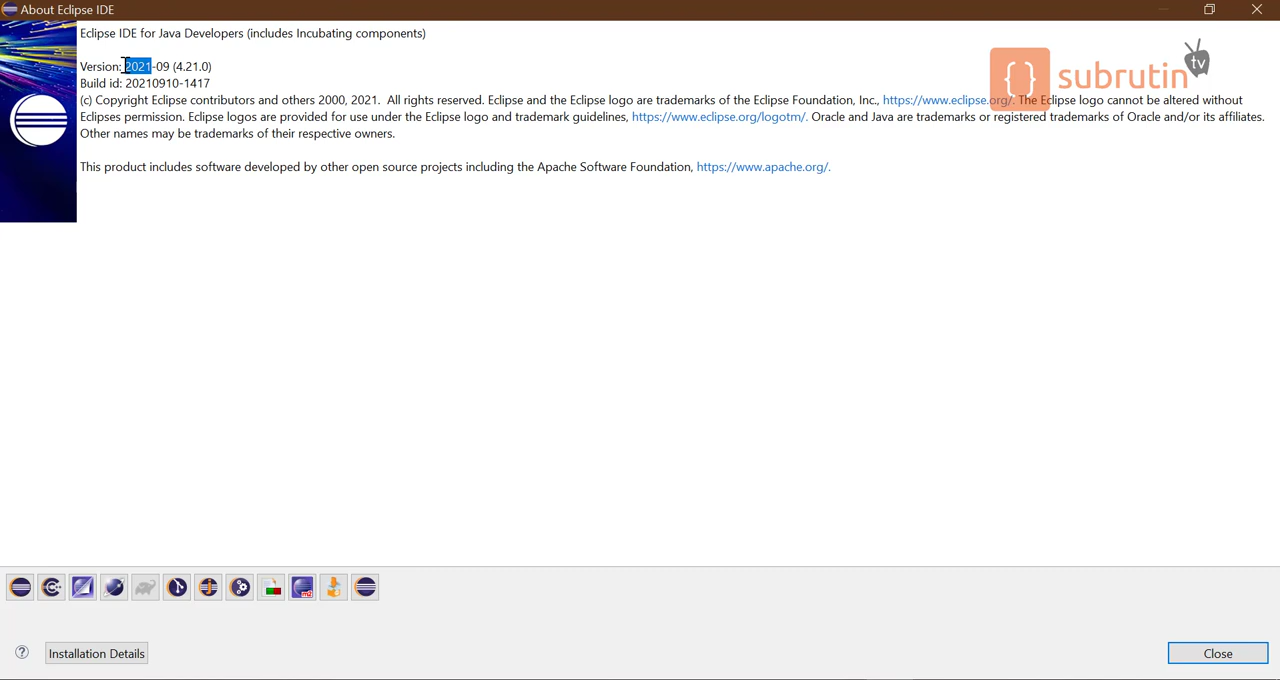 About Eclipse IDE
Eclipse IDE for Java Developers (includes Incubating components)
Version: 2021-09 (4.21.0)
Build id: 20210910-1417
(c) Copyright Eclipse contributors and others 2000, 2021.  All rights reserved. Eclipse and the Eclipse logo are trademarks of the Eclipse Foundation, Inc., https://www.eclipse.org/. The Eclipse logo cannot be altered without
Eclipses permission. Eclipse logos are provided for use under the Eclipse logo and trademark guidelines, https://www.eclipse.org/logotm/. Oracle and Java are trademarks or registered trademarks of Oracle and/or its affiliates.
Other names may be trademarks of their respective owners.
This product includes software developed by other open source projects including the Apache Software Foundation, https://www.apache.org/.
{} subrutin tv
m2
? Installation Details
Close